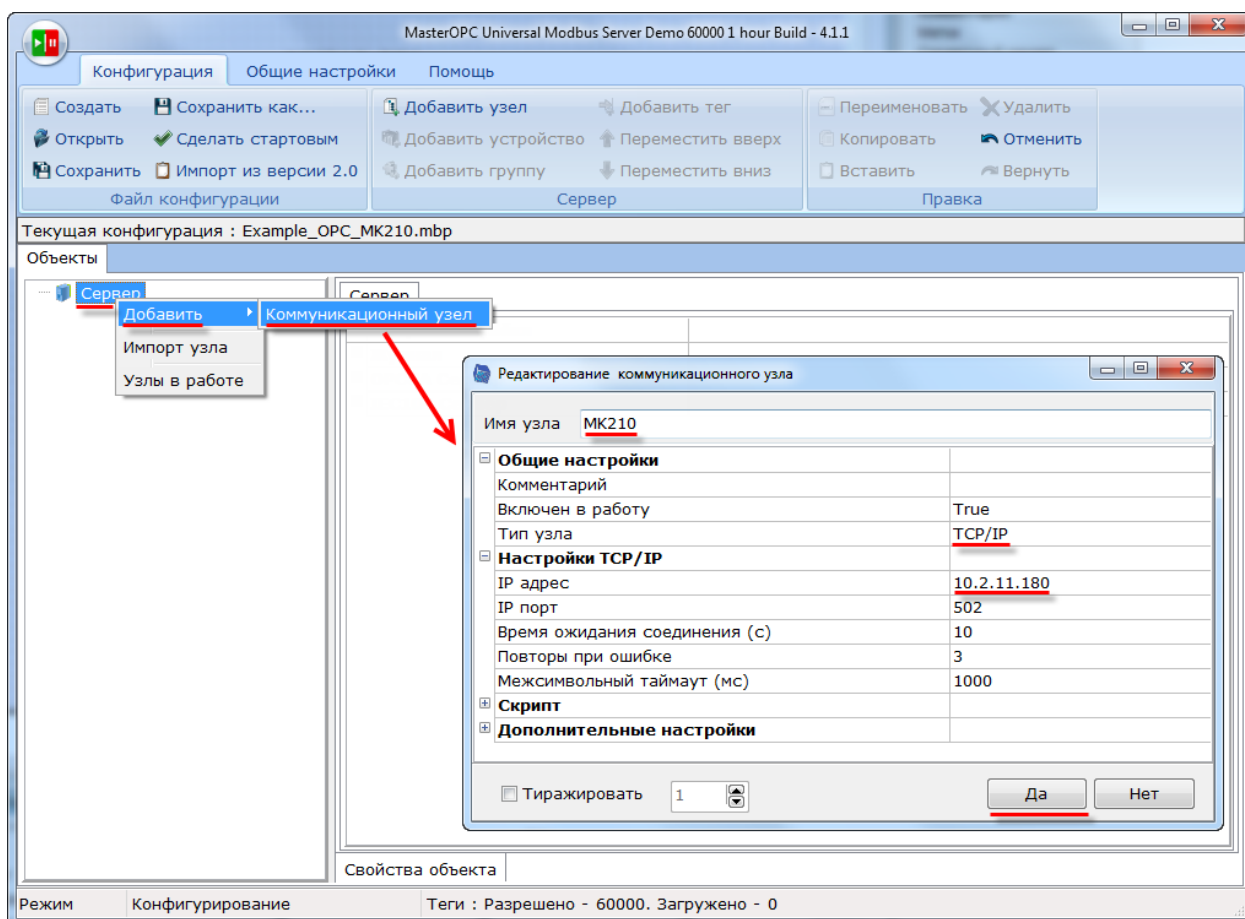 MasterOPC Universal Modbus Server Demo 60000 1 hour Build - 4.1.1
Конфигурация Общие настройки Помощь
Создать Сохранить как... Добавить узел Добавить тег Переименовать Удалить
Открыть Сделать стартовым Добавить устройство Переместить вверх Копировать Отменить
Сохранить Импорт из версии 2.0 Добавить группу Переместить вниз Вставить Вернуть
Файл конфигурации Сервер Правка
Текущая конфигурация : Example_OPC_MK210.mbp
Объекты
Сервер Сервер
Добавить Коммуникационный узел
Импорт узла
Узлы в работе
Редактирование коммуникационного узла
Имя узла МК210
Общие настройки
Комментарий
Включен в работу True
Тип узла TCP/IP
Настройки TCP/IP
IP адрес 10.2.11.180
IP порт 502
Время ожидания соединения (с) 10
Повторы при ошибке 3
Межсимвольный таймаут (мс) 1000
Скрипт
Дополнительные настройки
Тиражировать 1 Да Нет
Свойства объекта
Режим Конфигурирование Теги : Разрешено - 60000. Загружено - 0